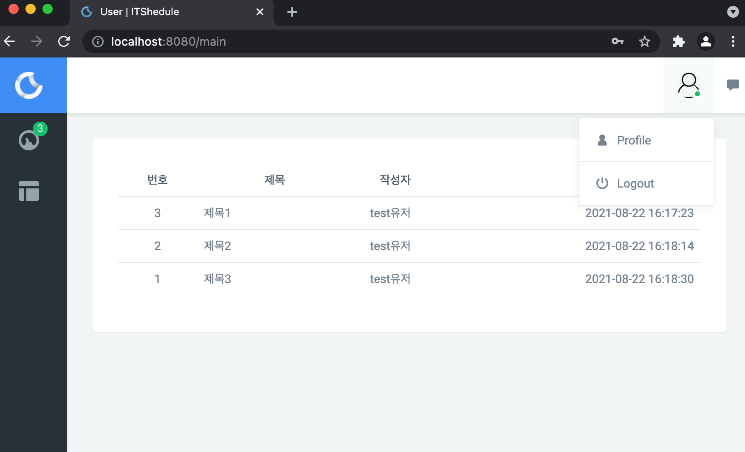 User | ITShedule
localhost:8080/main
3
Profile
Logout
번호 제목 작성자
3 제목1 test유저 2021-08-22 16:17:23
2 제목2 test유저 2021-08-22 16:18:14
1 제목3 test유저 2021-08-22 16:18:30